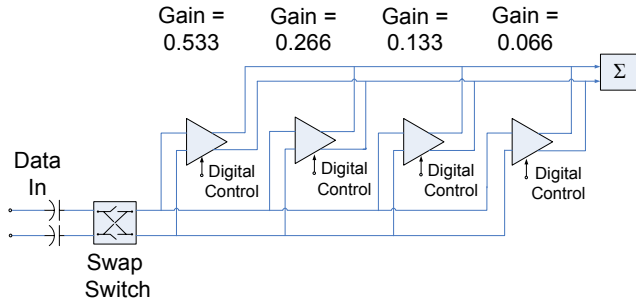 Gain =
0.533
Gain =
0.266
Gain =
0.133
Gain =
0.066
Σ
Digital
Control
Digital
Control
Digital
Control
Digital
Control
Data
In
Swap
Switch